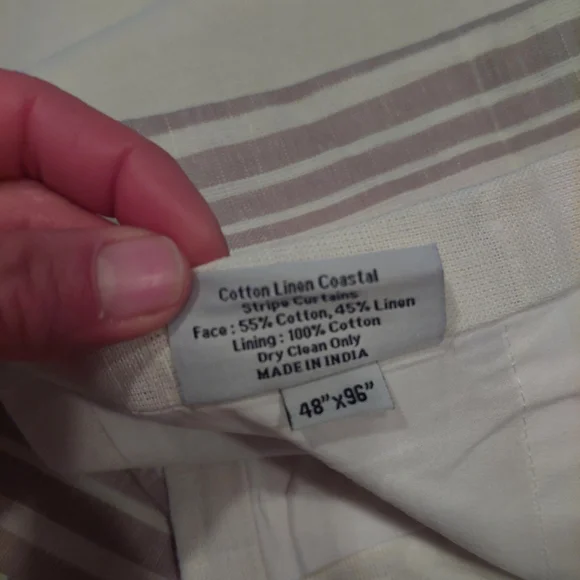 Cotton Linen Coastal
Stripe Curtains
Face : 55% Cotton, 45% Linen
Lining : 100% Cotton
Dry Clean Only
MADE IN INDIA
48”x96”